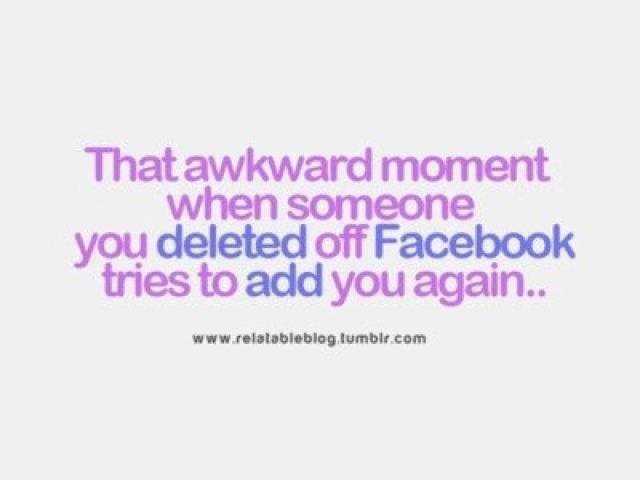 That awkward moment
when someone
you deleted off Facebook
tries to add you again..
www.relatableblog.tumblr.com